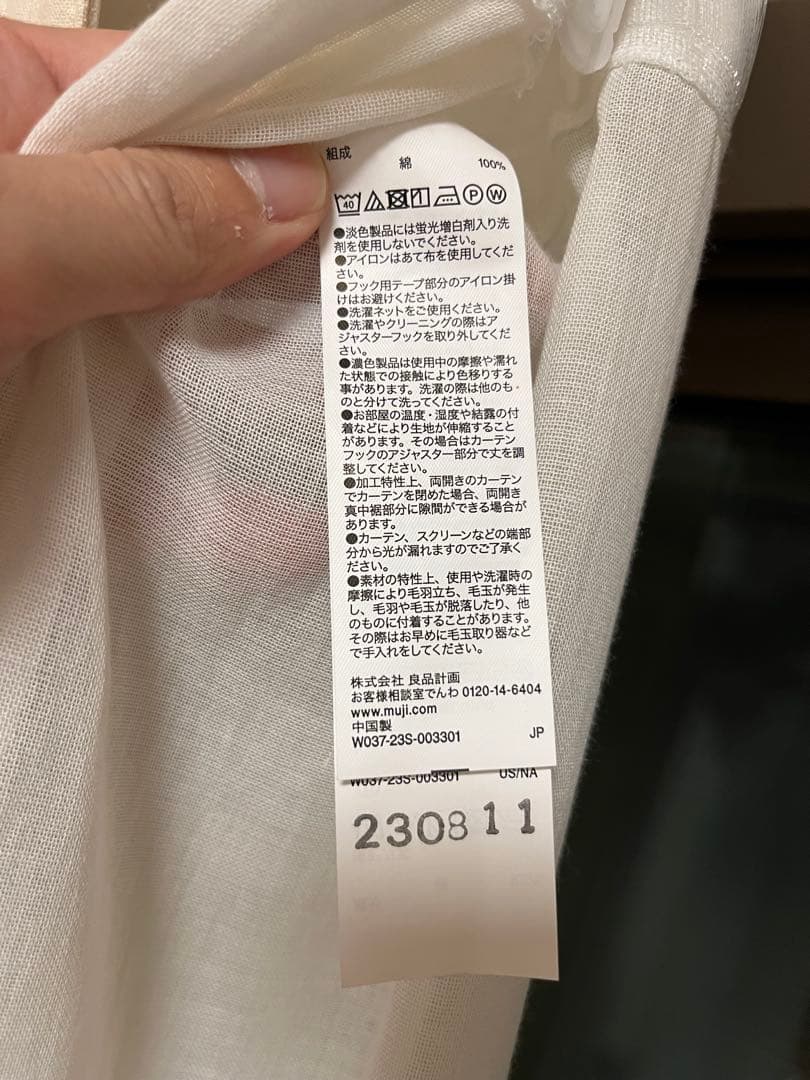 組成 綿 100%
40 P W
●淡色製品には蛍光増白剤入り洗
剤を使用しないでください。
●アイロンはあて布を使用してくだ
さい。
●フック用テープ部分のアイロン掛
けはお避けください。
●洗濯ネットをご使用ください。
●洗濯やクリーニングの際はア
ジャスターフックを取り外してくだ
さい。
●濃色製品は使用中の摩擦や濡れ
た状態での接触により色移りする
事があります。洗濯の際は他のも
のと分けて洗ってください。
●お部屋の温度・湿度や結露の付
着などにより生地が伸縮すること
があります。その場合はカーテン
フックのアジャスター部分で丈を調
整してください。
●加工特性上、両開きのカーテン
でカーテンを閉めた場合、両開き
真中裾部分に隙間ができる場合が
あります。
●カーテン、スクリーンなどの端部
分から光が漏れますのでご了承く
ださい。
●素材の特性上、使用や洗濯時の
摩擦により毛羽立ち、毛玉が発生
し、毛羽や毛玉が脱落したり、他
のものに付着することがあります。
その際はお早めに毛玉取り器など
で手入れをしてください。
株式会社 良品計画
お客様相談室でんわ 0120-14-6404
www.muji.com
中国製
W037-23S-003301 JP
W037-23S-003301 US/NA
230811